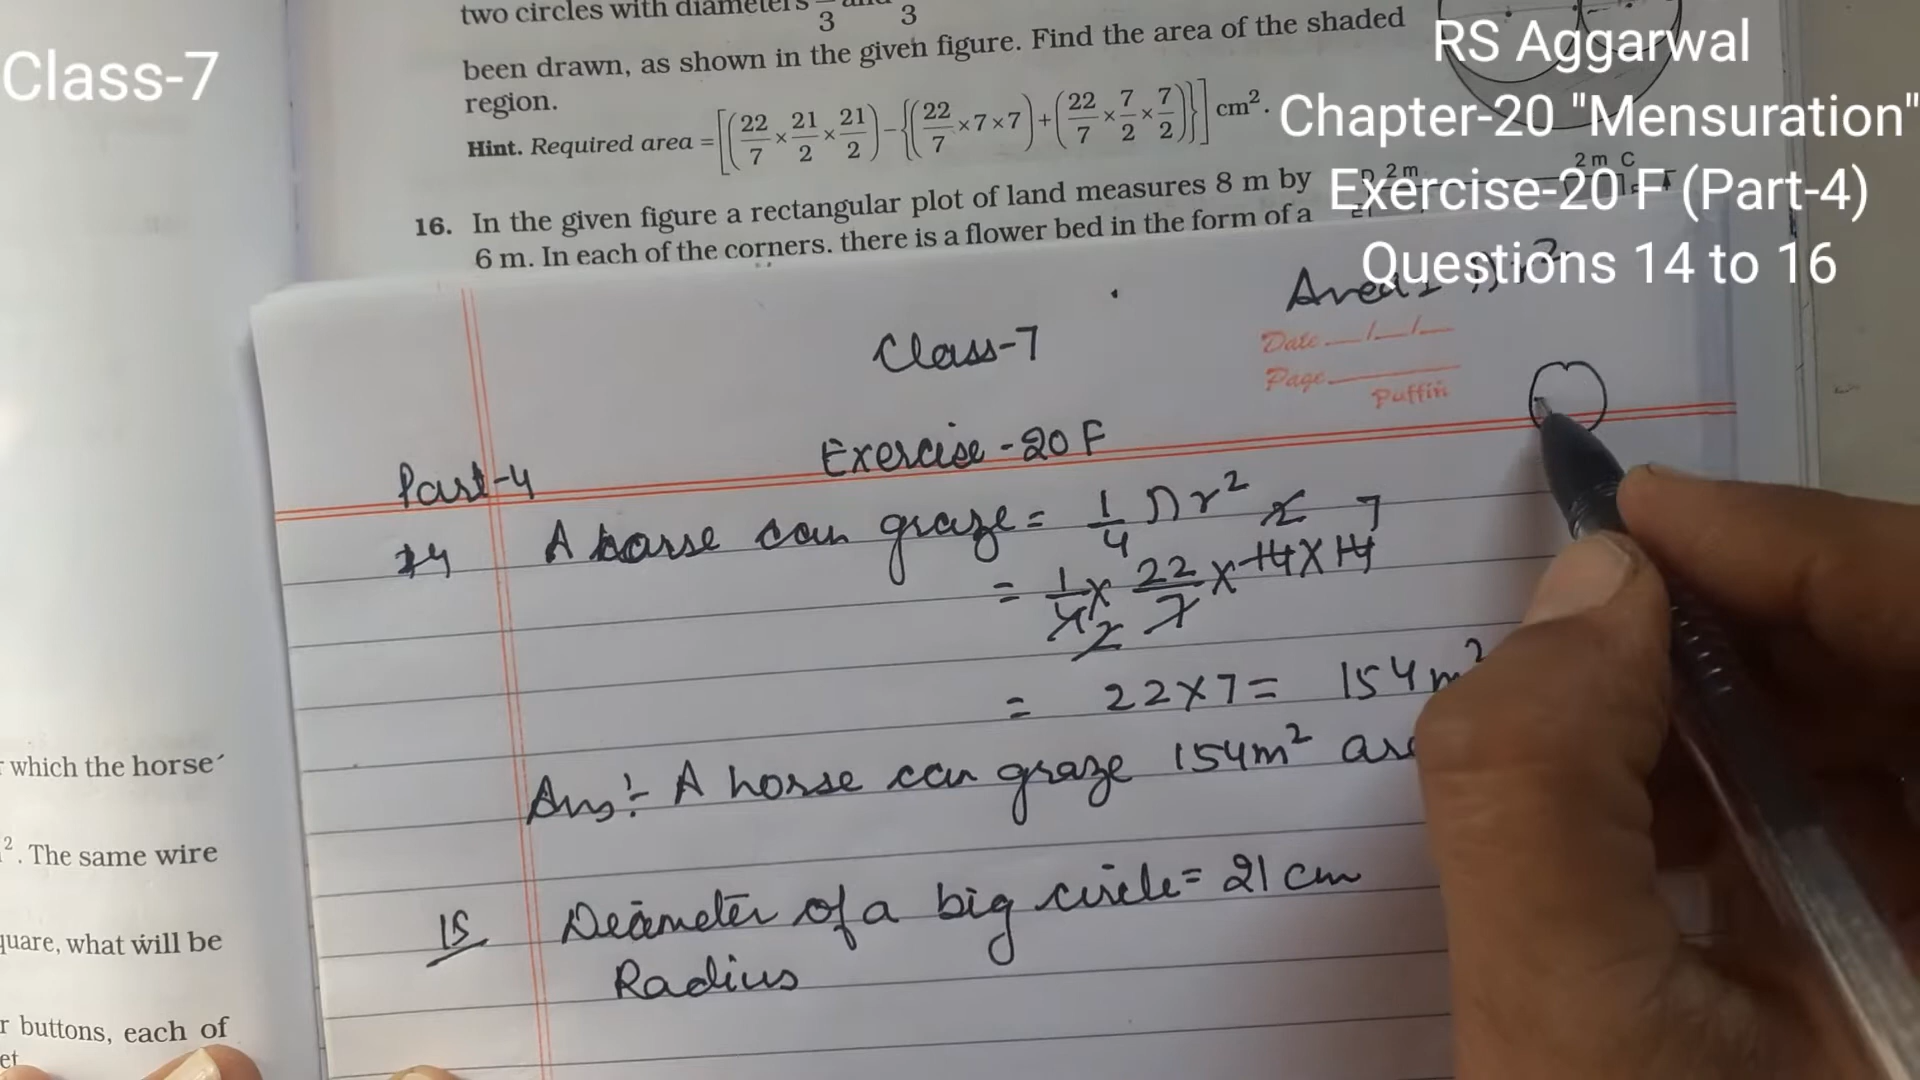 Class-7
RS Aggarwal
Chapter-20 "Mensuration"
Exercise-20 F (Part-4)
Questions 14 to 16
two circles with diameters
3 3
been drawn, as shown in the given figure. Find the area of the shaded
region.
Hint. Required area = [(22/7 × 21/2 × 21/2) − {(22/7 × 7 × 7) + (22/7 × 7/2 × 7/2)}] cm².
16. In the given figure a rectangular plot of land measures 8 m by
6 m. In each of the corners. there is a flower bed in the form of a
2 m
2 m C
which the horse
². The same wire
quare, what will be
r buttons, each of
et
Class-7
Date
Page
Puffin
Exercise-20F
Part-4
14 A horse can graze = 1/4 πr²
= 1/4 × 22/7 × 14 × 14
2 7
2
= 22×7 = 154 m²
Ans:- A horse can graze 154m²
15 Diameter of a big circle = 21 cm
Radius